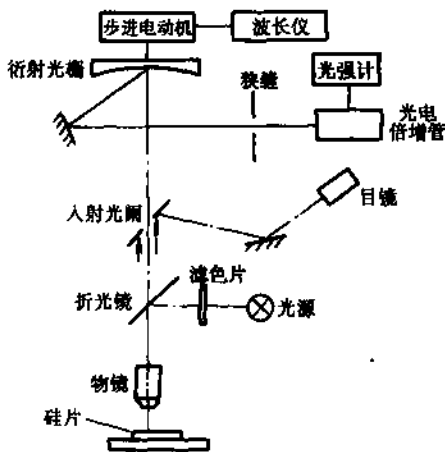 步进电动机
波长仪
衍射光栅
狭缝
光强计
光电
倍增管
目镜
入射光阑
滤色片
折光镜
光源
物镜
硅片